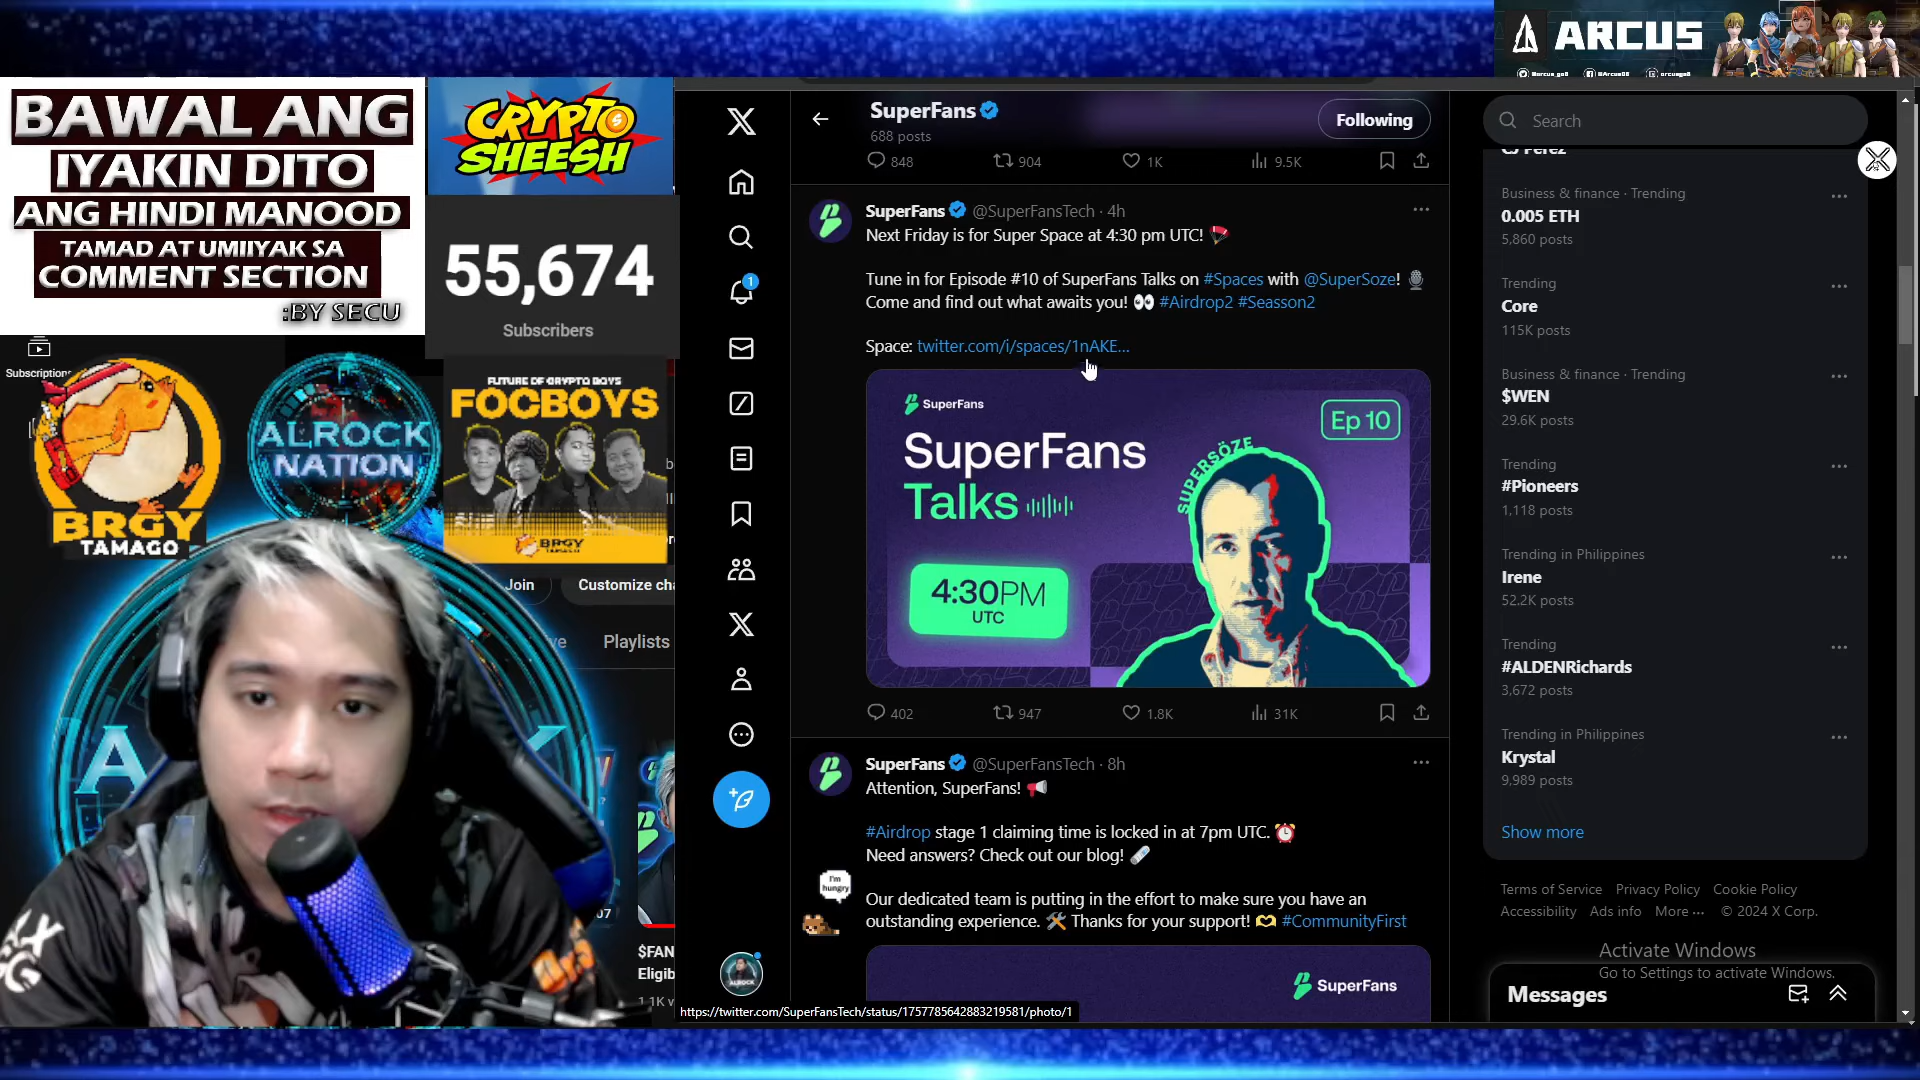 ARCUS
BAWAL ANG
IYAKIN DITO
ANG HINDI MANOOD
TAMAD AT UMIIYAK SA
COMMENT SECTION
:BY SECU
CRYPTO
SHEESH
55,674
Subscribers
Subscriptions
BRGY
TAMAGO
ALROCK
NATION
FUTURE OF CRYPTO BOYS
FOCBOYS
BRGY
TAMAGO
Join
Customize cha
Playlists
$FAN
Eligib
1.1K v
SuperFans
688 posts
Following
848
904
1K
9.5K
SuperFans @SuperFansTech · 4h
Next Friday is for Super Space at 4:30 pm UTC!
Tune in for Episode #10 of SuperFans Talks on #Spaces with @SuperSoze!
Come and find out what awaits you! 👀 #Airdrop2 #Seasson2
Space: twitter.com/i/spaces/1nAKE...
SuperFans
Ep 10
SuperFans
Talks
SUPERSÖZE
4:30PM
UTC
402
947
1.8K
31K
SuperFans @SuperFansTech · 8h
Attention, SuperFans!
#Airdrop stage 1 claiming time is locked in at 7pm UTC.
Need answers? Check out our blog!
Our dedicated team is putting in the effort to make sure you have an
outstanding experience. Thanks for your support! #CommunityFirst
I'm
hungry
SuperFans
https://twitter.com/SuperFansTech/status/1757785642883219581/photo/1
Search
CJ Perez
Business & finance · Trending
0.005 ETH
5,860 posts
Trending
Core
115K posts
Business & finance · Trending
$WEN
29.6K posts
Trending
#Pioneers
1,118 posts
Trending in Philippines
Irene
52.2K posts
Trending
#ALDENRichards
3,672 posts
Trending in Philippines
Krystal
9,989 posts
Show more
Terms of Service Privacy Policy Cookie Policy
Accessibility Ads info More ... © 2024 X Corp.
Activate Windows
Go to Settings to activate Windows.
Messages